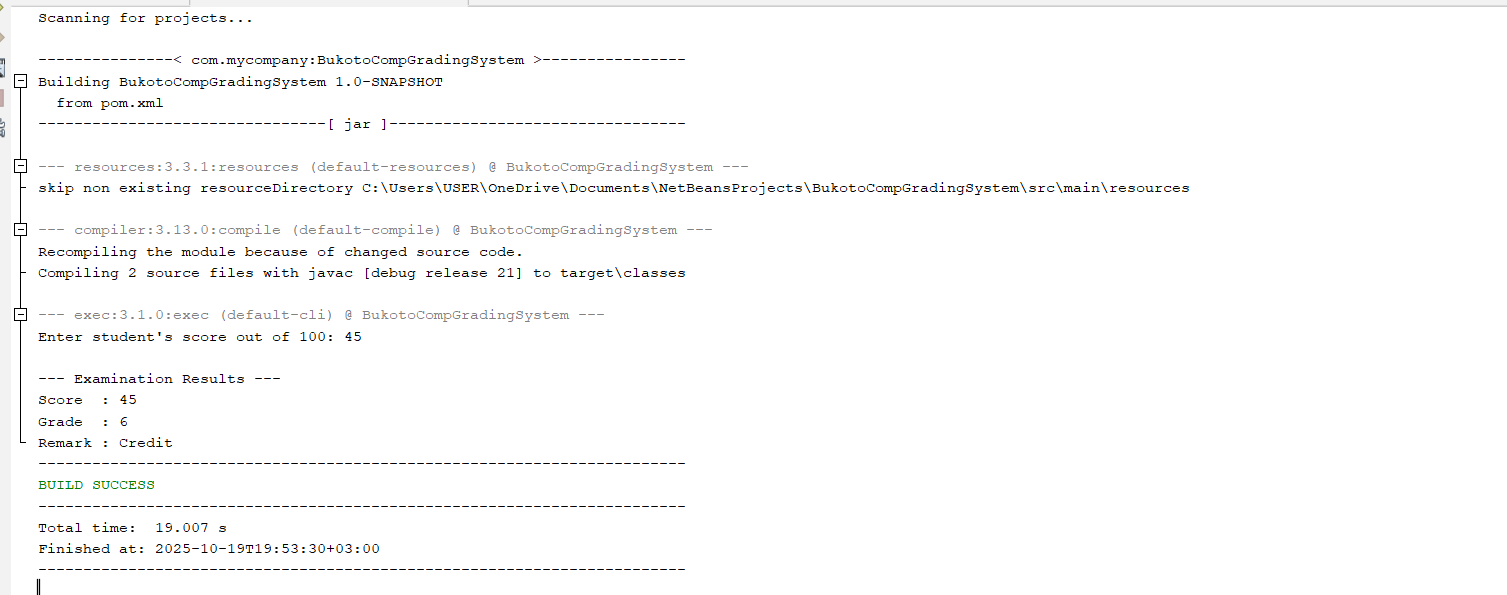 Scanning for projects...
---------------< com.mycompany:BukotoCompGradingSystem >----------------
Building BukotoCompGradingSystem 1.0-SNAPSHOT
  from pom.xml
--------------------------------[ jar ]---------------------------------
--- resources:3.3.1:resources (default-resources) @ BukotoCompGradingSystem ---
skip non existing resourceDirectory C:\Users\USER\OneDrive\Documents\NetBeansProjects\BukotoCompGradingSystem\src\main\resources
--- compiler:3.13.0:compile (default-compile) @ BukotoCompGradingSystem ---
Recompiling the module because of changed source code.
Compiling 2 source files with javac [debug release 21] to target\classes
--- exec:3.1.0:exec (default-cli) @ BukotoCompGradingSystem ---
Enter student's score out of 100: 45
--- Examination Results ---
Score  : 45
Grade  : 6
Remark : Credit
------------------------------------------------------------------------
BUILD SUCCESS
------------------------------------------------------------------------
Total time:  19.007 s
Finished at: 2025-10-19T19:53:30+03:00
------------------------------------------------------------------------